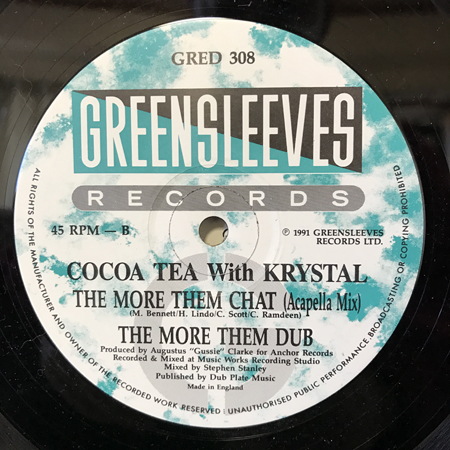 GRED 308
GREENSLEEVES
RECORDS
45 RPM — B
℗ 1991 GREENSLEEVES
RECORDS LTD.
COCOA TEA With KRYSTAL
THE MORE THEM CHAT (Acapella Mix)
(M. Bennett/H. Lindo/C. Scott/C. Ramdeen)
THE MORE THEM DUB
Produced by Augustus "Gussie" Clarke for Anchor Records
Recorded & Mixed at Music Works Recording Studio
Mixed by Stephen Stanley
Published by Dub Plate Music
Made in England
ALL RIGHTS OF THE MANUFACTURER AND OWNER OF THE RECORDED WORK RESERVED : UNAUTHORISED PUBLIC PERFORMANCE BROADCASTING OR COPYING PROHIBITED